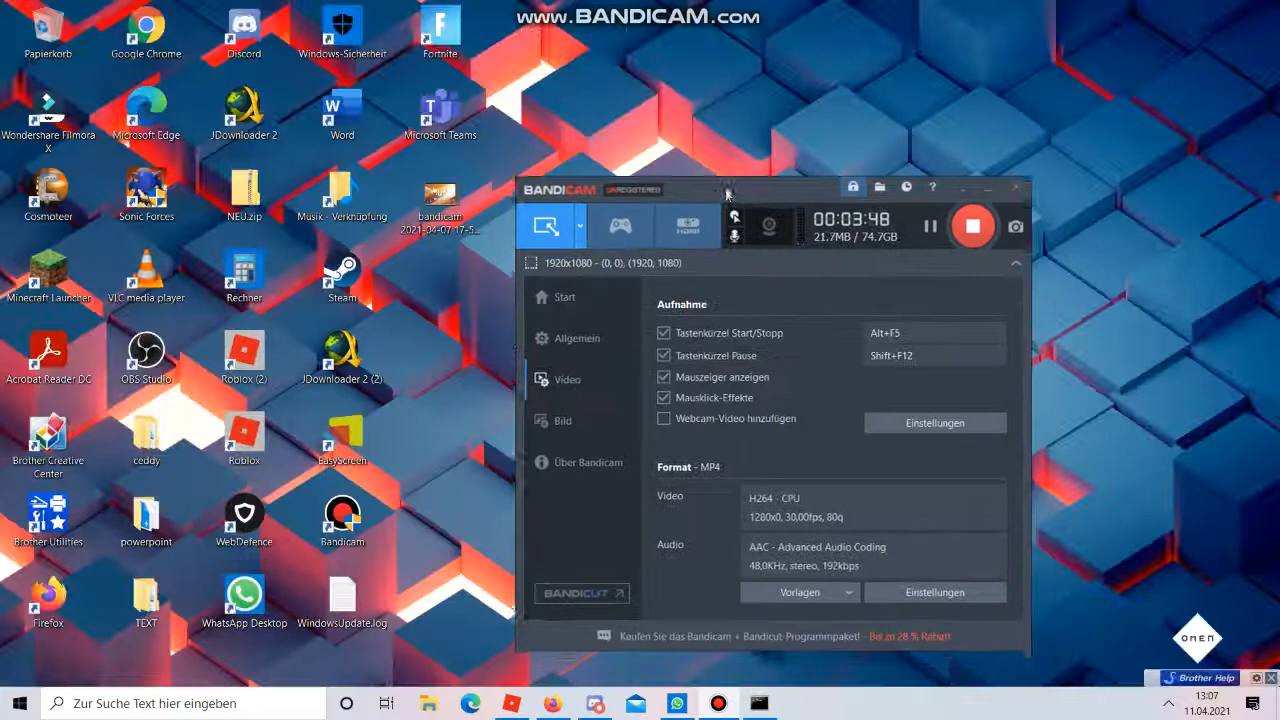 www.BANDICAM.com
Papierkorb
Google Chrome
Discord
Windows-Sicherheit
Fortnite
Wondershare Filmora X
Microsoft Edge
JDownloader 2
Word
Microsoft Teams
Cosmoteer
Sonic Forces
NEU.zip
Musik - Verknüpfung
bandicam
2021-04-07 17-5...
Minecraft Launcher
VLC media player
Rechner
Steam
Acrobat Reader DC
OBS Studio
Roblox (2)
JDownloader 2 (2)
Brother Creative
Center
ceddy
Roblox
EasyScreen
Brother Utilities
powerpoint
WebDefence
Bandicam
Firefox
TEXT
WhatsApp Desktop
WindowsUpdate.log
BANDICAM UNREGISTERED
HDMI
00:03:48
21.7MB / 74.7GB
1920x1080 - (0, 0), (1920, 1080)
Start
Allgemein
Video
Bild
Über Bandicam
BANDICUT
Aufnahme
Tastenkürzel Start/Stopp Alt+F5
Tastenkürzel Pause Shift+F12
Mauszeiger anzeigen
Mausklick-Effekte
Webcam-Video hinzufügen Einstellungen
Format - MP4
Video H264 - CPU
1280x0, 30,00fps, 80q
Audio AAC - Advanced Audio Coding
48,0KHz, stereo, 192kbps
Vorlagen Einstellungen
Kaufen Sie das Bandicam + Bandicut-Programmpaket! - Bis zu 28 % Rabatt
OMEN
Brother Help
Zur Suche Text hier eingeben
13:07
11.04.2021